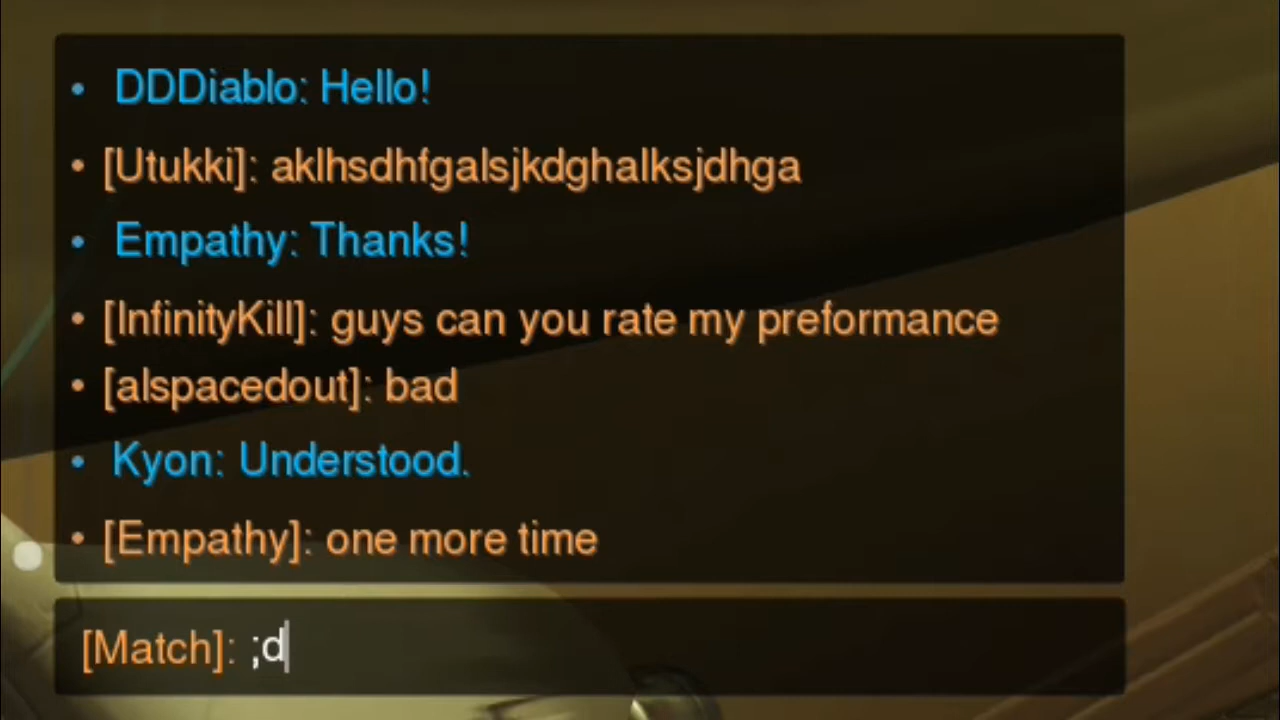 • DDDiablo: Hello!
• [Utukki]: aklhsdhfgalsjkdghalksjdhga
• Empathy: Thanks!
• [InfinityKill]: guys can you rate my preformance
• [alspacedout]: bad
• Kyon: Understood.
• [Empathy]: one more time
[Match]: ;d